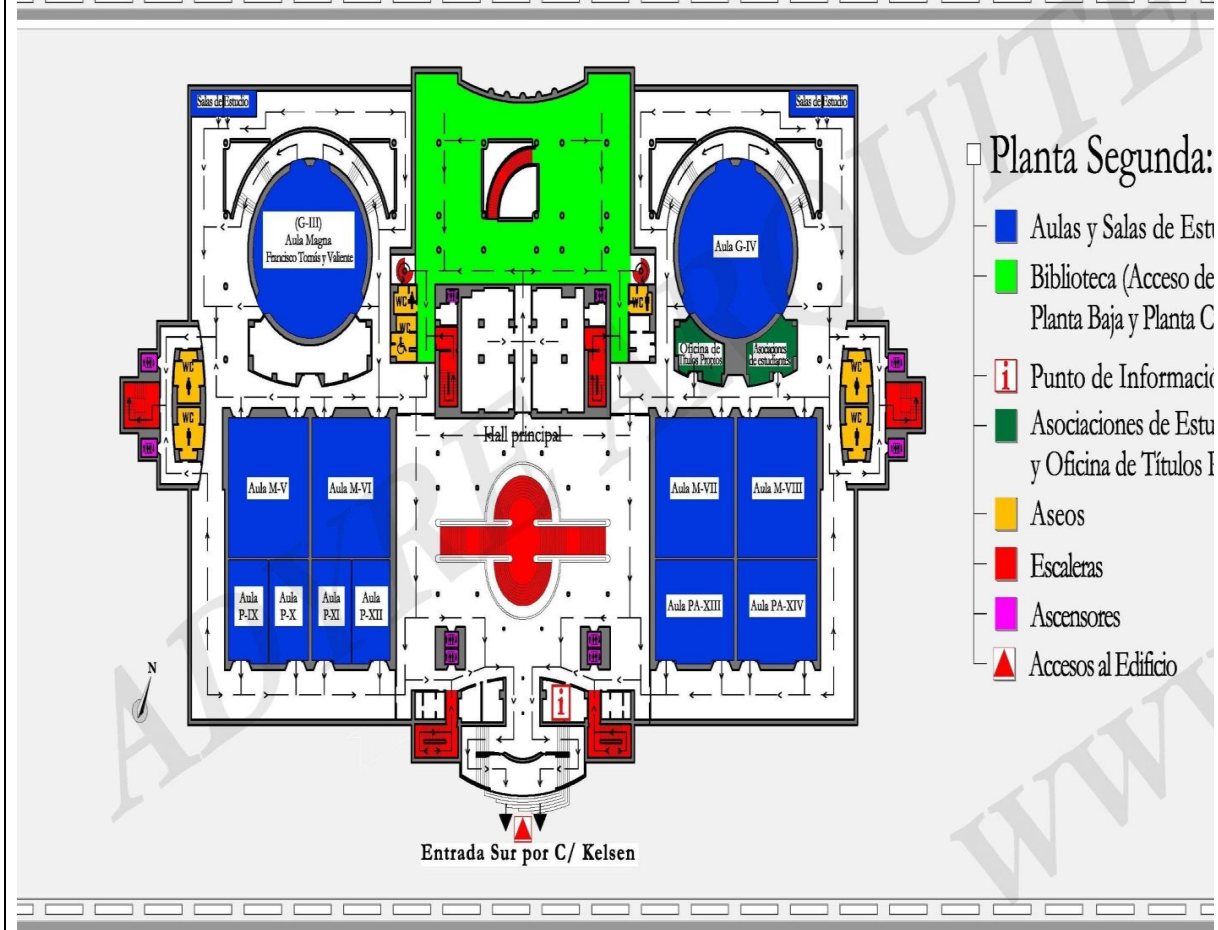 Salas de Estudio
Salas de Estudio
(G-III)
Aula Magna
Francisco Tomás y Valiente
Aula G-IV
WC
WC
WC
Oficina de
Títulos Propios
Asociaciones
de estudiantes
WC
WC
WC
WC
Hall principal
Aula M-V
Aula M-VI
Aula M-VII
Aula M-VIII
Aula
P-IX
Aula
P-X
Aula
P-XI
Aula
P-XII
Aula PA-XIII
Aula PA-XIV
N
i
Entrada Sur por C/ Kelsen
Planta Segunda:
Aulas y Salas de Estu
Biblioteca (Acceso de
Planta Baja y Planta C
i
Punto de Informació
Asociaciones de Estu
y Oficina de Títulos P
Aseos
Escaleras
Ascensores
Accesos al Edificio
WWW